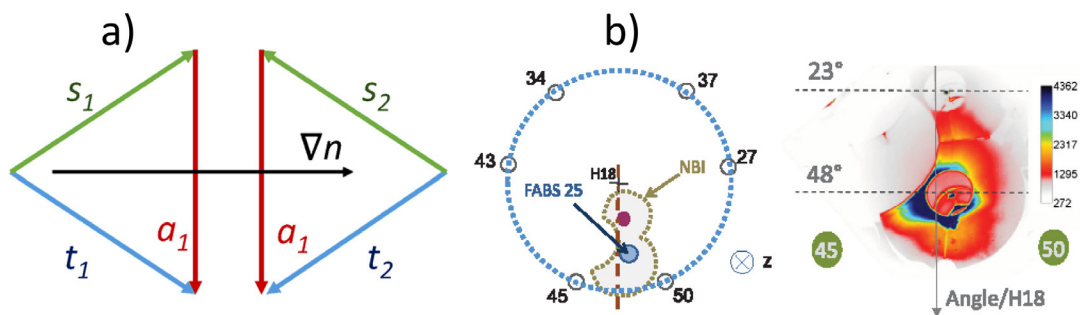 a)
s1
s2
∇n
t1
a1
a1
t2
b)
34
37
43
27
H18
NBI
FABS 25
45
50
z
23°
48°
45
50
Angle/H18
4362
3340
2317
1295
272